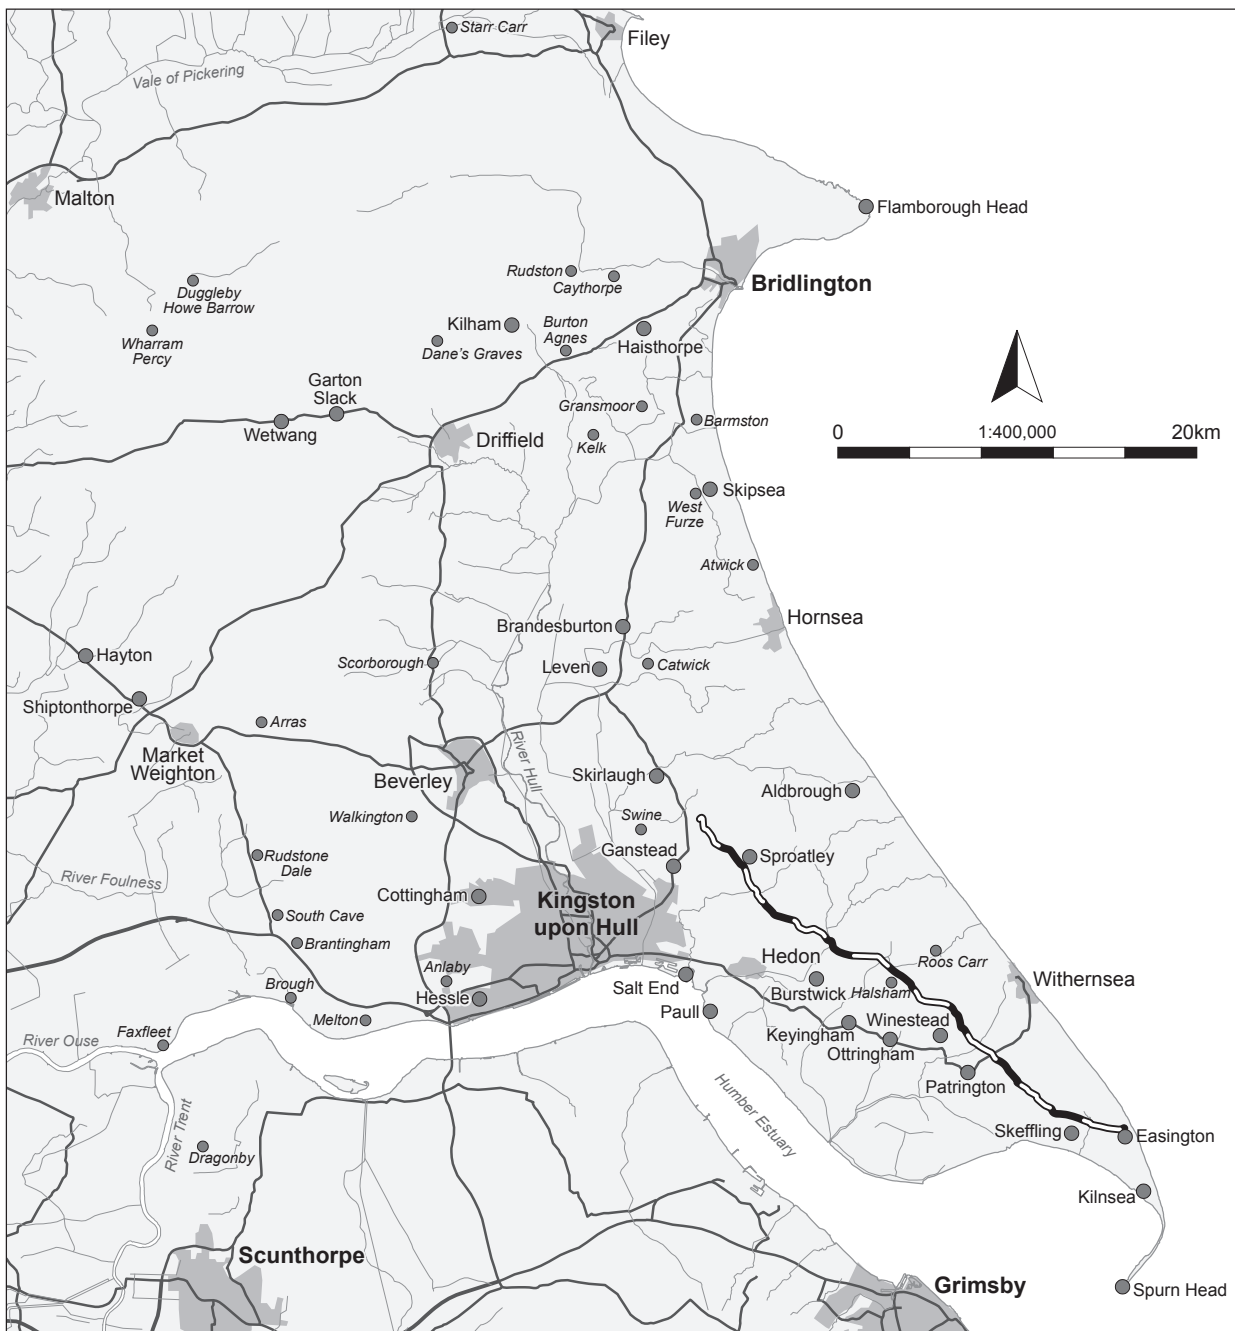 Starr Carr
Filey
Vale of Pickering
Malton
Flamborough Head
Rudston
Caythorpe
Bridlington
Duggleby
Howe Barrow
Kilham
Burton
Agnes
Haisthorpe
Wharram
Percy
Dane's Graves
Garton
Slack
Gransmoor
Barmston
Wetwang
Driffield
Kelk
0
1:400,000
20km
Skipsea
West
Furze
Atwick
Hornsea
Brandesburton
Hayton
Scorborough
Leven
Catwick
Shiptonthorpe
Arras
Market
Weighton
River Hull
Beverley
Skirlaugh
Aldbrough
Walkington
Swine
Ganstead
Sproatley
Rudstone
Dale
River Foulness
Cottingham
Kingston
upon Hull
South Cave
Brantingham
Anlaby
Hedon
Roos Carr
Withernsea
Brough
Hessle
Salt End
Burstwick
Halsham
Melton
Paull
Winestead
Keyingham
Ottringham
Faxfleet
River Ouse
Patrington
Humber Estuary
River Trent
Dragonby
Skeffling
Easington
Kilnsea
Scunthorpe
Grimsby
Spurn Head